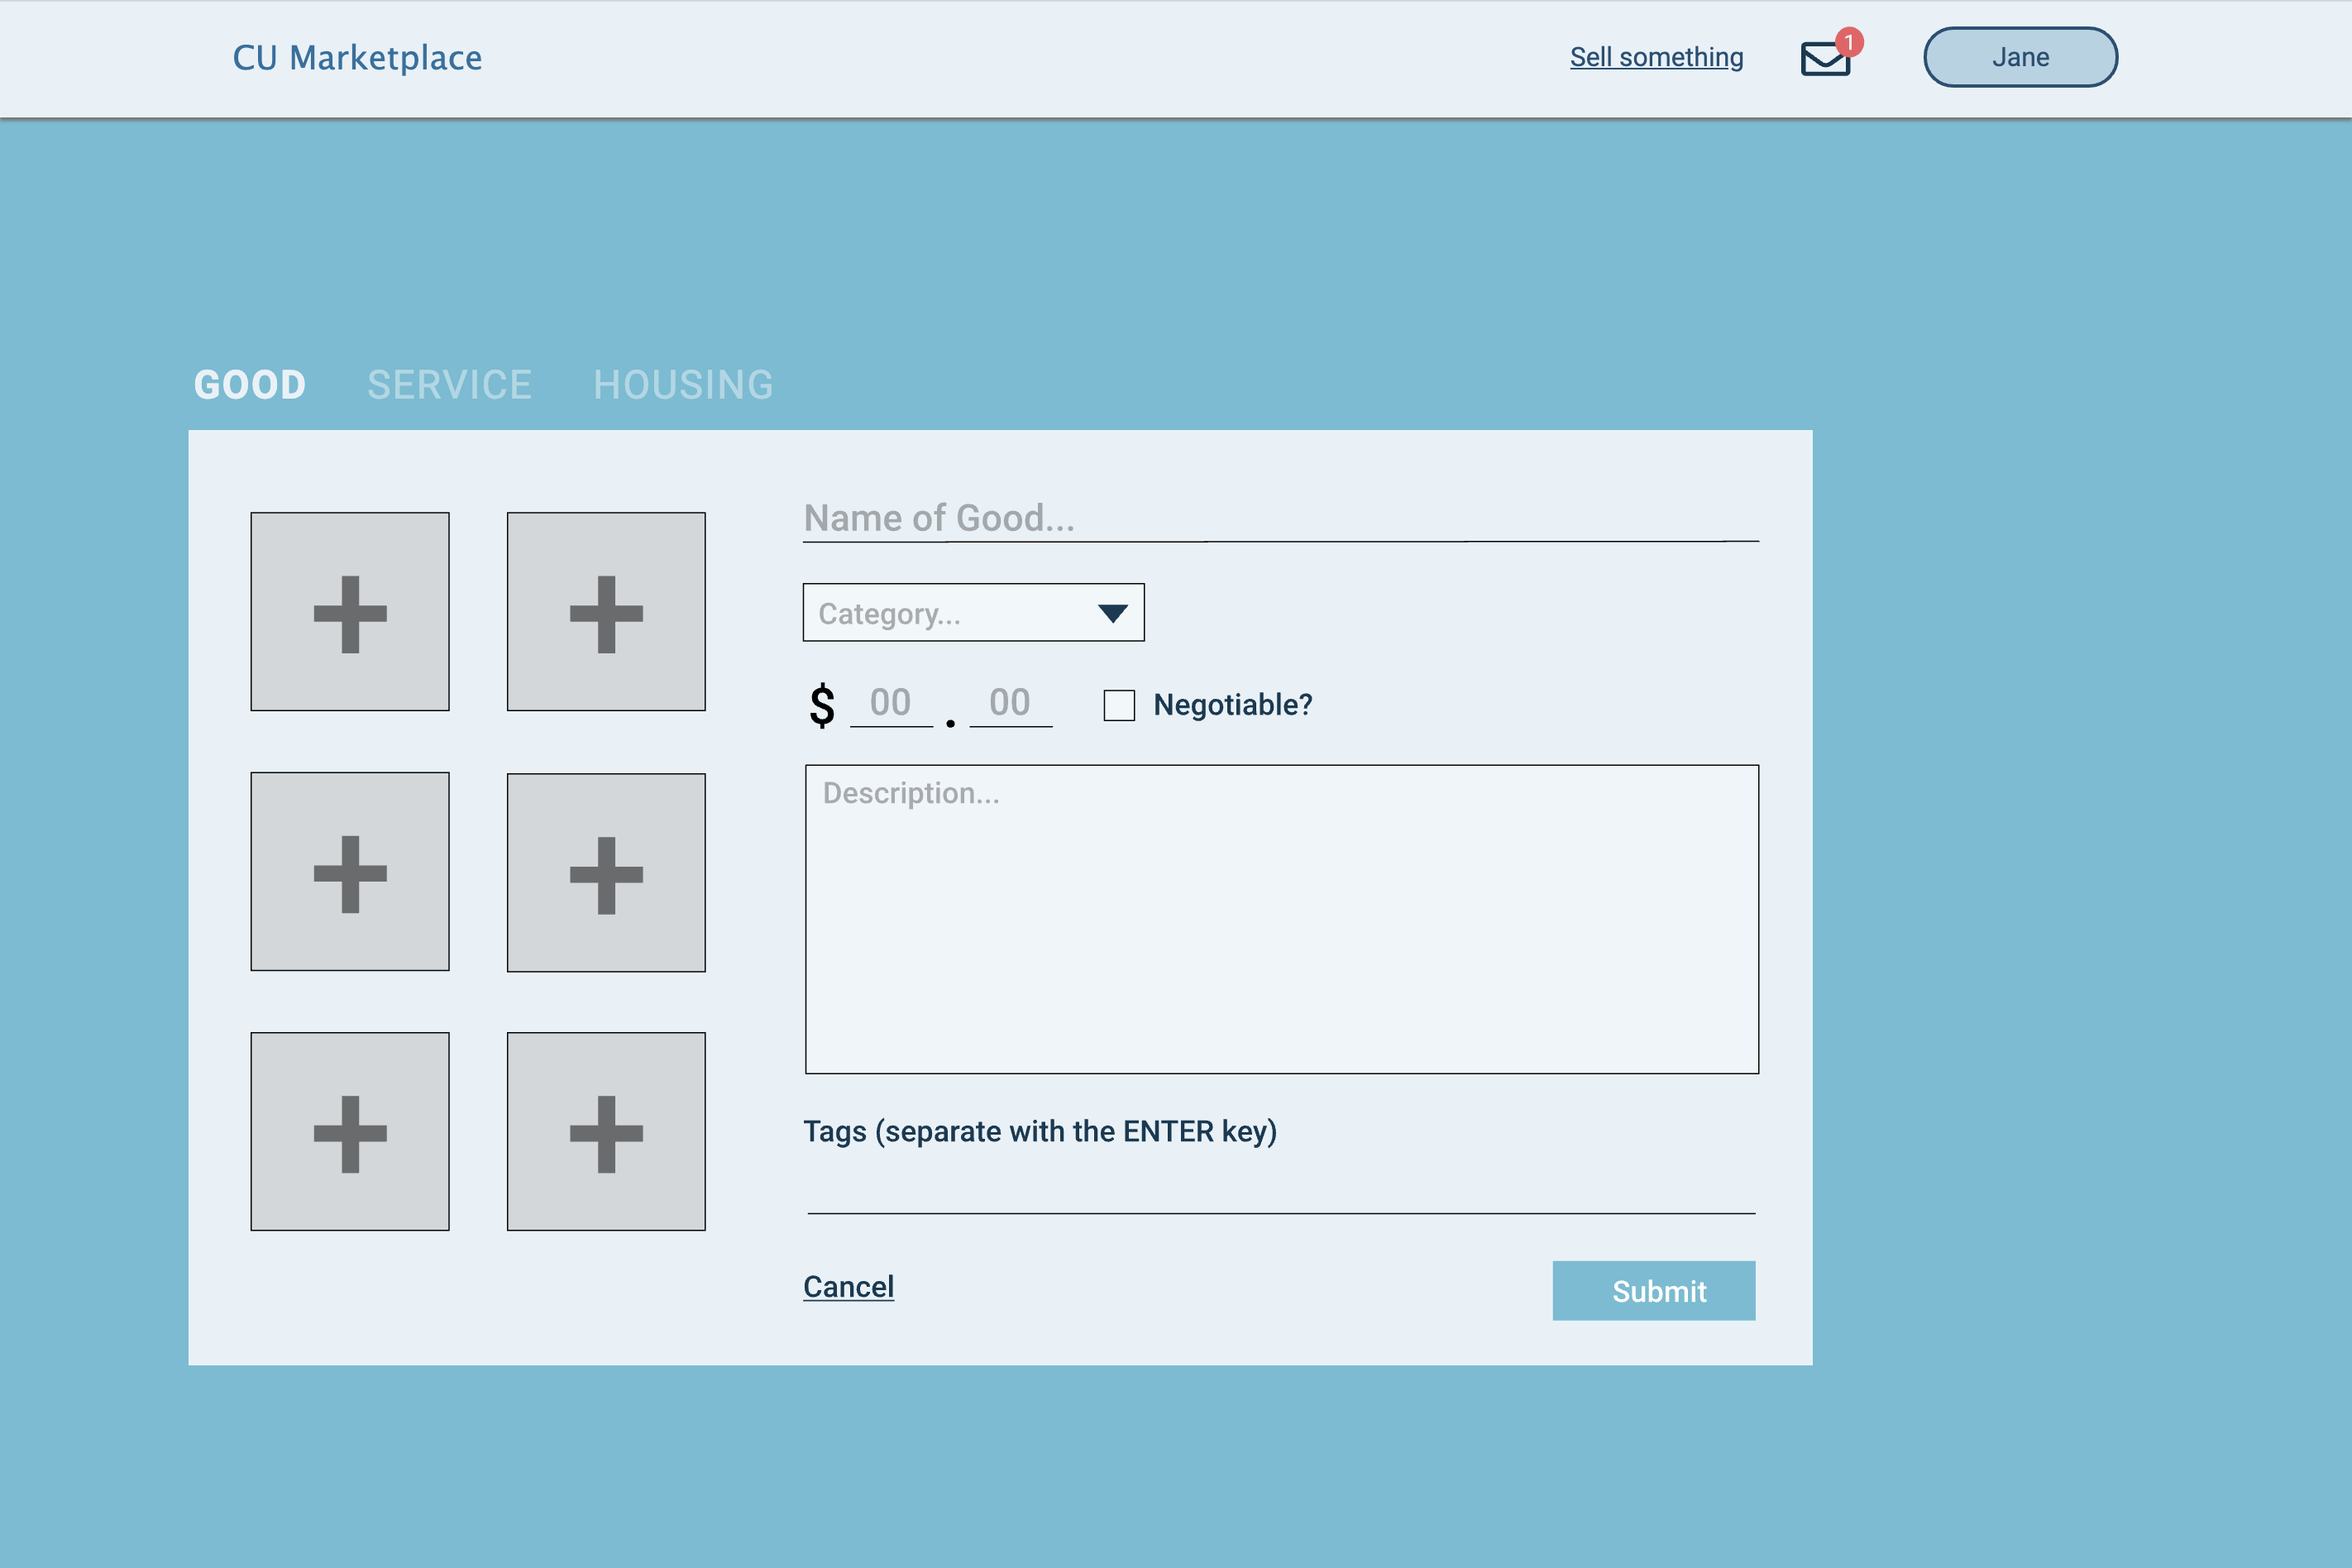 CU Marketplace
Sell something
1
Jane
GOOD SERVICE HOUSING
Name of Good...
Category...
$ 00 . 00 Negotiable?
Description...
Tags (separate with the ENTER key)
Cancel
Submit